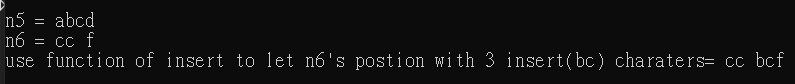 n5 = abcd
n6 = cc f
use function of insert to let n6's postion with 3 insert(bc) charaters= cc bcf